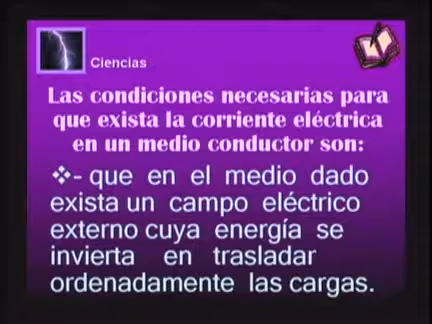 Ciencias
Las condiciones necesarias para
que exista la corriente eléctrica
en un medio conductor son:
❖- que en el medio dado
exista un campo eléctrico
externo cuya energía se
invierta en trasladar
ordenadamente las cargas.